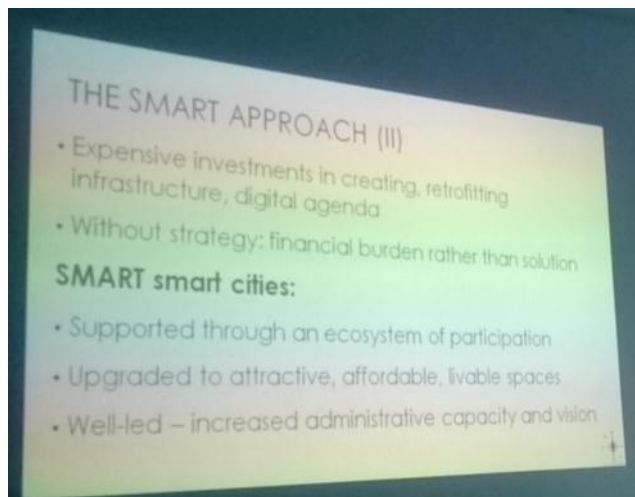 THE SMART APPROACH (II)
• Expensive investments in creating, retrofitting
infrastructure, digital agenda
• Without strategy: financial burden rather than solution
SMART smart cities:
• Supported through an ecosystem of participation
• Upgraded to attractive, affordable, livable spaces
• Well-led – increased administrative capacity and vision